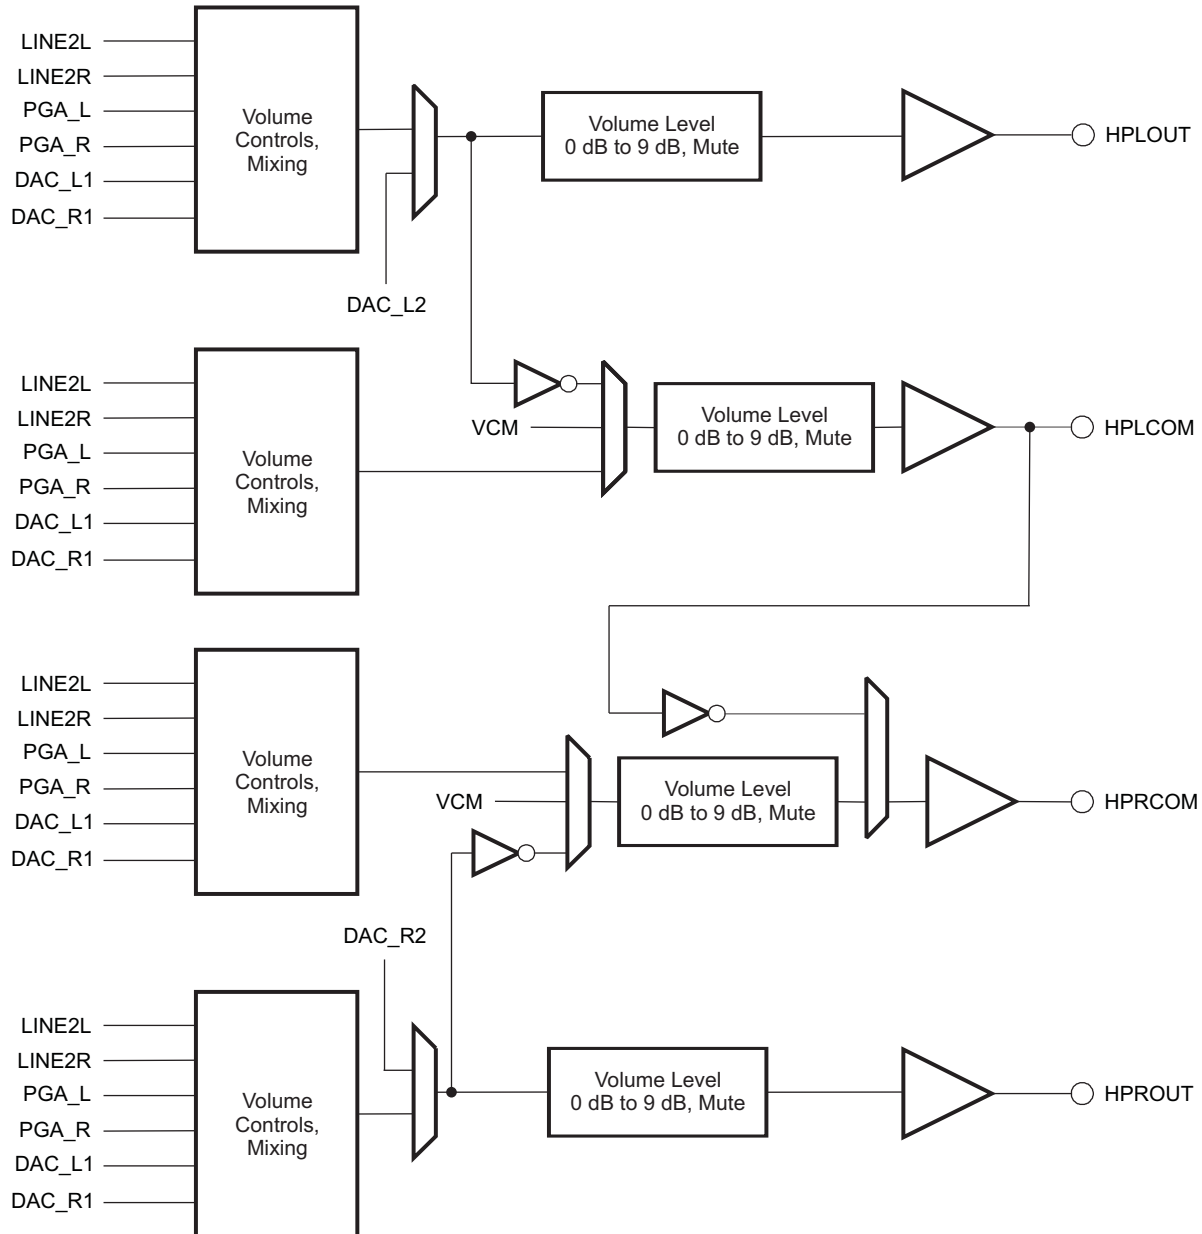 LINE2L
LINE2R
PGA_L
PGA_R
DAC_L1
DAC_R1
Volume
Controls,
Mixing
DAC_L2
Volume Level
0 dB to 9 dB, Mute
HPLOUT
LINE2L
LINE2R
PGA_L
PGA_R
DAC_L1
DAC_R1
Volume
Controls,
Mixing
VCM
Volume Level
0 dB to 9 dB, Mute
HPLCOM
LINE2L
LINE2R
PGA_L
PGA_R
DAC_L1
DAC_R1
Volume
Controls,
Mixing
VCM
Volume Level
0 dB to 9 dB, Mute
HPRCOM
DAC_R2
LINE2L
LINE2R
PGA_L
PGA_R
DAC_L1
DAC_R1
Volume
Controls,
Mixing
Volume Level
0 dB to 9 dB, Mute
HPROUT